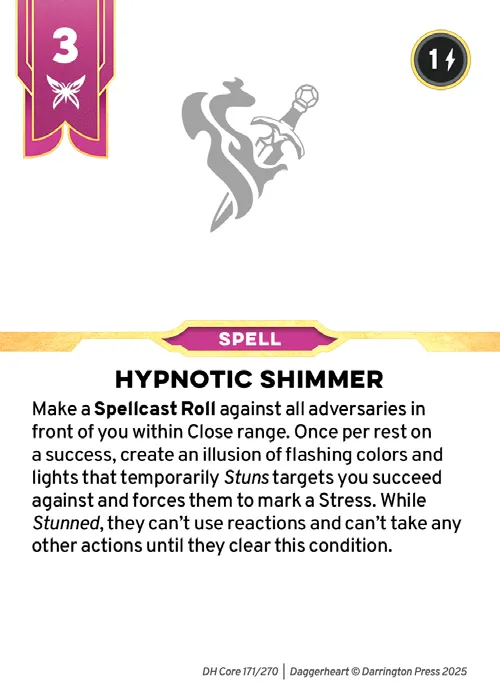 3
1
SPELL
HYPNOTIC SHIMMER
Make a Spellcast Roll against all adversaries in
front of you within Close range. Once per rest on
a success, create an illusion of flashing colors and
lights that temporarily Stuns targets you succeed
against and forces them to mark a Stress. While
Stunned, they can’t use reactions and can’t take any
other actions until they clear this condition.
DH Core 171/270 | Daggerheart © Darrington Press 2025